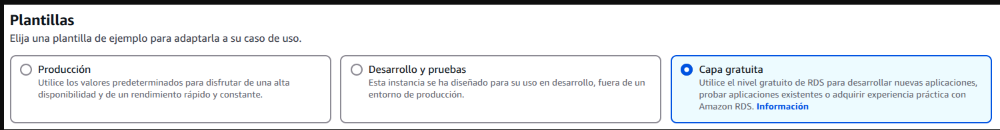 Plantillas
Elija una plantilla de ejemplo para adaptarla a su caso de uso.
Producción
Utilice los valores predeterminados para disfrutar de una alta
disponibilidad y de un rendimiento rápido y constante.
Desarrollo y pruebas
Esta instancia se ha diseñado para su uso en desarrollo, fuera de un
entorno de producción.
Capa gratuita
Utilice el nivel gratuito de RDS para desarrollar nuevas aplicaciones,
probar aplicaciones existentes o adquirir experiencia práctica con
Amazon RDS. Información